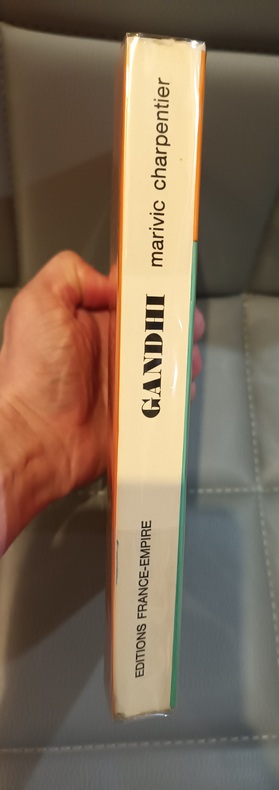 EDITIONS FRANCE-EMPIRE
GANDHI
marivic charpentier